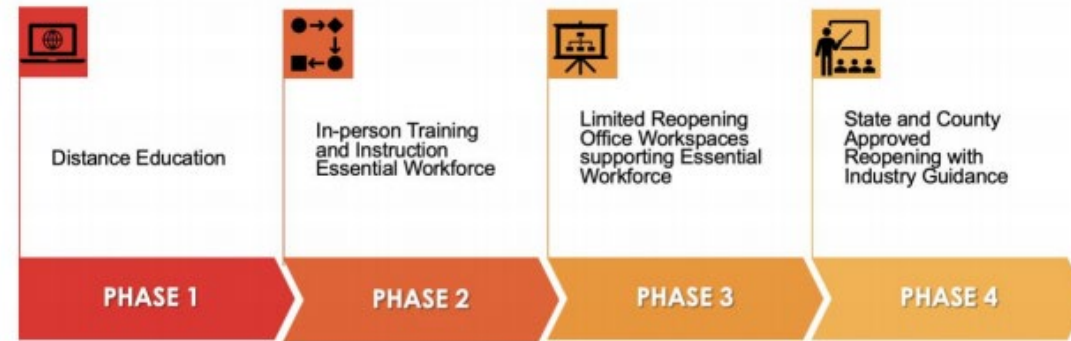 Distance Education
In-person Training
and Instruction
Essential Workforce
Limited Reopening
Office Workspaces
supporting Essential
Workforce
State and County
Approved
Reopening with
Industry Guidance
PHASE 1
PHASE 2
PHASE 3
PHASE 4